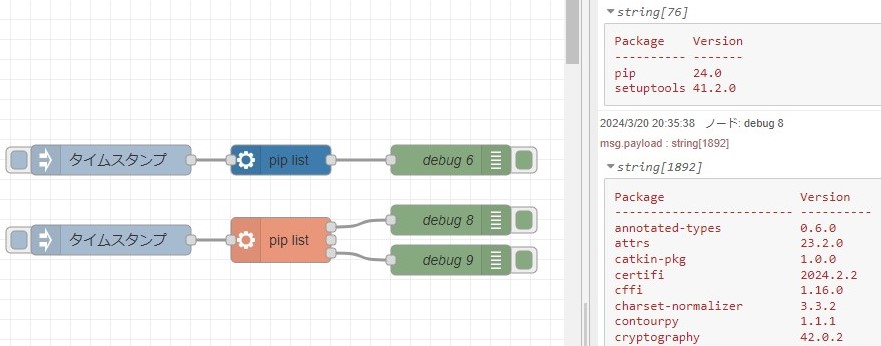 タイムスタンプ
pip list
debug 6
タイムスタンプ
pip list
debug 8
debug 9
string[76]
Package Version
---------- -------
pip 24.0
setuptools 41.2.0
2024/3/20 20:35:38 ノード: debug 8
msg.payload : string[1892]
string[1892]
Package Version
------------------------- ----------
annotated-types 0.6.0
attrs 23.2.0
catkin-pkg 1.0.0
certifi 2024.2.2
cffi 1.16.0
charset-normalizer 3.3.2
contourpy 1.1.1
cryptography 42.0.2